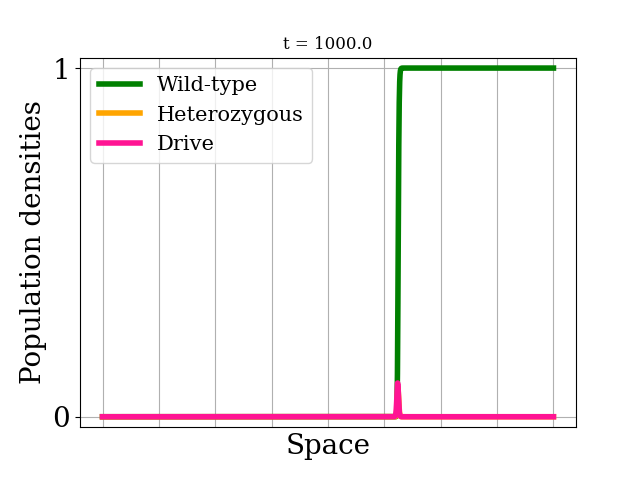 t = 1000.0
1
Wild-type
Heterozygous
Drive
Population densities
0
Space